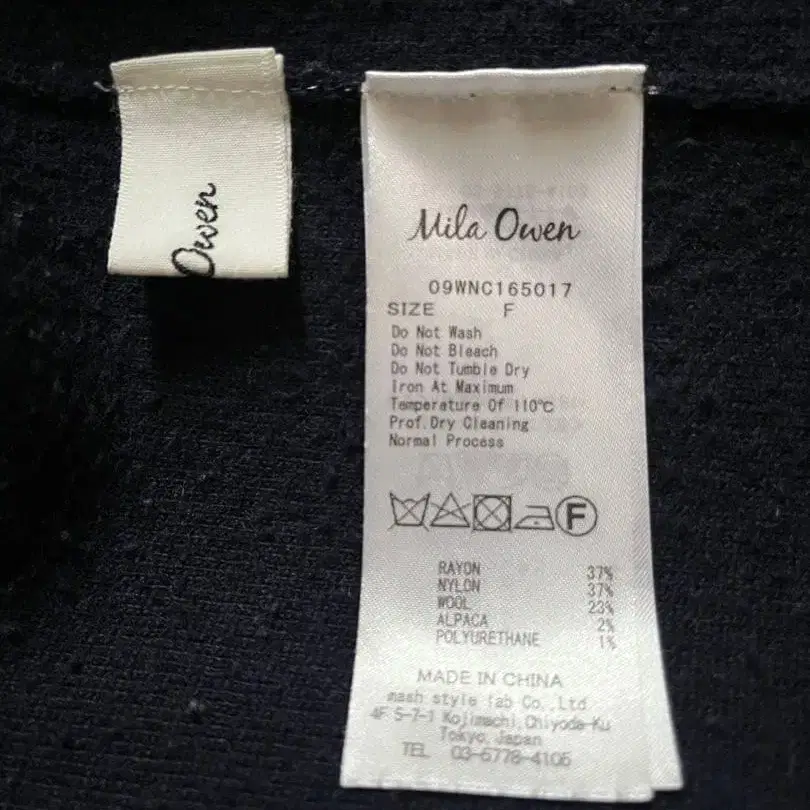 Owen
Mila Owen
09WNC165017
SIZE F
Do Not Wash
Do Not Bleach
Do Not Tumble Dry
Iron At Maximum
Temperature Of 110℃
Prof.Dry Cleaning
Normal Process
F
RAYON 37%
NYLON 37%
WOOL 23%
ALPACA 2%
POLYURETHANE 1%
MADE IN CHINA
mash style lab Co.,Ltd
4F 5-7-1 Kojimachi,Chiyoda-Ku
Tokyo,Japan
TEL 03-6778-4105